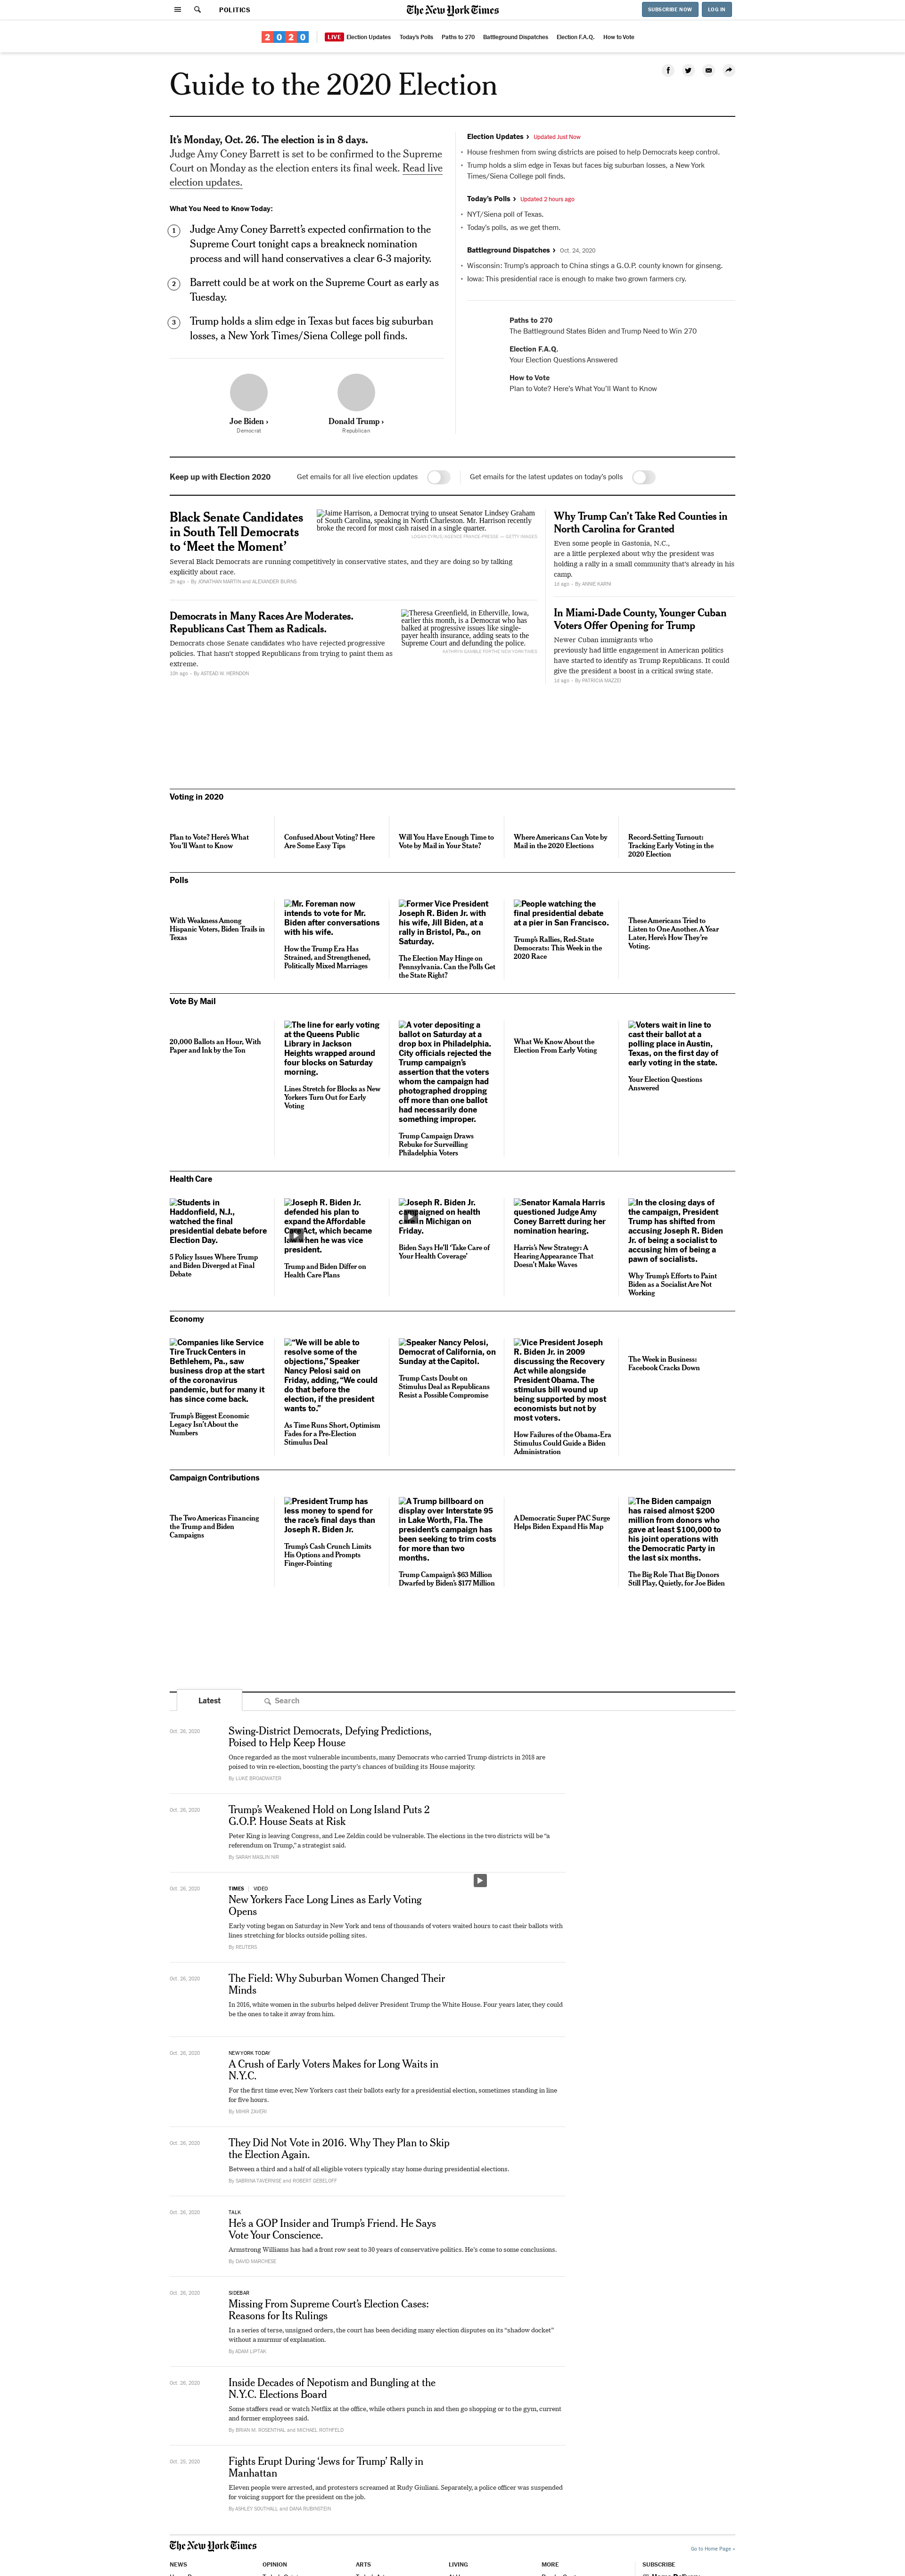 POLITICS
The New York Times
SUBSCRIBE NOW
LOG IN
2020
LIVE Election Updates
Today's Polls
Paths to 270
Battleground Dispatches
Election F.A.Q.
How to Vote
Guide to the 2020 Election
It's Monday, Oct. 26. The election is in 8 days.
Judge Amy Coney Barrett is set to be confirmed to the Supreme
Court on Monday as the election enters its final week. Read live
election updates.
What You Need to Know Today:
1
Judge Amy Coney Barrett's expected confirmation to the
Supreme Court tonight caps a breakneck nomination
process and will hand conservatives a clear 6-3 majority.
2
Barrett could be at work on the Supreme Court as early as
Tuesday.
3
Trump holds a slim edge in Texas but faces big suburban
losses, a New York Times/Siena College poll finds.
Joe Biden ›
Democrat
Donald Trump ›
Republican
Election Updates › Updated Just Now
• House freshmen from swing districts are poised to help Democrats keep control.
• Trump holds a slim edge in Texas but faces big suburban losses, a New York
Times/Siena College poll finds.
Today's Polls › Updated 2 hours ago
• NYT/Siena poll of Texas.
• Today's polls, as we get them.
Battleground Dispatches › Oct. 24, 2020
• Wisconsin: Trump's approach to China stings a G.O.P. county known for ginseng.
• Iowa: This presidential race is enough to make two grown farmers cry.
Paths to 270
The Battleground States Biden and Trump Need to Win 270
Election F.A.Q.
Your Election Questions Answered
How to Vote
Plan to Vote? Here's What You'll Want to Know
Keep up with Election 2020
Get emails for all live election updates
Get emails for the latest updates on today's polls
Black Senate Candidates
in South Tell Democrats
to 'Meet the Moment'
Several Black Democrats are running competitively in conservative states, and they are doing so by talking
explicitly about race.
2h ago – By JONATHAN MARTIN and ALEXANDER BURNS
Jaime Harrison, a Democrat trying to unseat Senator Lindsey Graham
of South Carolina, speaking in North Charleston. Mr. Harrison recently
broke the record for most cash raised in a single quarter.
LOGAN CYRUS/AGENCE FRANCE-PRESSE — GETTY IMAGES
Democrats in Many Races Are Moderates.
Republicans Cast Them as Radicals.
Democrats chose Senate candidates who have rejected progressive
policies. That hasn't stopped Republicans from trying to paint them as
extreme.
10h ago – By ASTEAD W. HERNDON
Theresa Greenfield, in Etherville, Iowa,
earlier this month, is a Democrat who has
balked at progressive issues like single-
payer health insurance, adding seats to the
Supreme Court and defunding the police.
KATHRYN GAMBLE FOR THE NEW YORK TIMES
Why Trump Can't Take Red Counties in
North Carolina for Granted
Even some people in Gastonia, N.C.,
are a little perplexed about why the president was
holding a rally in a small community that's already in his
camp.
1d ago – By ANNIE KARNI
In Miami-Dade County, Younger Cuban
Voters Offer Opening for Trump
Newer Cuban immigrants who
previously had little engagement in American politics
have started to identify as Trump Republicans. It could
give the president a boost in a critical swing state.
1d ago – By PATRICIA MAZZEI
Voting in 2020
Plan to Vote? Here's What
You'll Want to Know
Confused About Voting? Here
Are Some Easy Tips
Will You Have Enough Time to
Vote by Mail in Your State?
Where Americans Can Vote by
Mail in the 2020 Elections
Record-Setting Turnout:
Tracking Early Voting in the
2020 Election
Polls
With Weakness Among
Hispanic Voters, Biden Trails in
Texas
Mr. Foreman now
intends to vote for Mr.
Biden after conversations
with his wife.
How the Trump Era Has
Strained, and Strengthened,
Politically Mixed Marriages
Former Vice President
Joseph R. Biden Jr. with
his wife, Jill Biden, at a
rally in Bristol, Pa., on
Saturday.
The Election May Hinge on
Pennsylvania. Can the Polls Get
the State Right?
People watching the
final presidential debate
at a pier in San Francisco.
Trump's Rallies, Red-State
Democrats: This Week in the
2020 Race
These Americans Tried to
Listen to One Another. A Year
Later, Here's How They're
Voting.
Vote By Mail
20,000 Ballots an Hour, With
Paper and Ink by the Ton
The line for early voting
at the Queens Public
Library in Jackson
Heights wrapped around
four blocks on Saturday
morning.
Lines Stretch for Blocks as New
Yorkers Turn Out for Early
Voting
A voter depositing a
ballot on Saturday at a
drop box in Philadelphia.
City officials rejected the
Trump campaign's
assertion that the voters
whom the campaign had
photographed dropping
off more than one ballot
had necessarily done
something improper.
Trump Campaign Draws
Rebuke for Surveilling
Philadelphia Voters
What We Know About the
Election From Early Voting
Voters wait in line to
cast their ballot at a
polling place in Austin,
Texas, on the first day of
early voting in the state.
Your Election Questions
Answered
Health Care
Students in
Haddonfield, N.J.,
watched the final
presidential debate before
Election Day.
5 Policy Issues Where Trump
and Biden Diverged at Final
Debate
Joseph R. Biden Jr.
defended his plan to
expand the Affordable
Act, which became
hen he was vice
president.
Trump and Biden Differ on
Health Care Plans
Joseph R. Biden Jr.
campaigned on health
in Michigan on
Friday.
Biden Says He'll 'Take Care of
Your Health Coverage'
Senator Kamala Harris
questioned Judge Amy
Coney Barrett during her
nomination hearing.
Harris's New Strategy: A
Hearing Appearance That
Doesn't Make Waves
In the closing days of
the campaign, President
Trump has shifted from
accusing Joseph R. Biden
Jr. of being a socialist to
accusing him of being a
pawn of socialists.
Why Trump's Efforts to Paint
Biden as a Socialist Are Not
Working
Economy
Companies like Service
Tire Truck Centers in
Bethlehem, Pa., saw
business drop at the start
of the coronavirus
pandemic, but for many it
has since come back.
Trump's Biggest Economic
Legacy Isn't About the
Numbers
"We will be able to
resolve some of the
objections," Speaker
Nancy Pelosi said on
Friday, adding, "We could
do that before the
election, if the president
wants to."
As Time Runs Short, Optimism
Fades for a Pre-Election
Stimulus Deal
Speaker Nancy Pelosi,
Democrat of California, on
Sunday at the Capitol.
Trump Casts Doubt on
Stimulus Deal as Republicans
Resist a Possible Compromise
Vice President Joseph
R. Biden Jr. in 2009
discussing the Recovery
Act while alongside
President Obama. The
stimulus bill wound up
being supported by most
economists but not by
most voters.
How Failures of the Obama-Era
Stimulus Could Guide a Biden
Administration
The Week in Business:
Facebook Cracks Down
Campaign Contributions
The Two Americas Financing
the Trump and Biden
Campaigns
President Trump has
less money to spend for
the race's final days than
Joseph R. Biden Jr.
Trump's Cash Crunch Limits
His Options and Prompts
Finger-Pointing
A Trump billboard on
display over Interstate 95
in Lake Worth, Fla. The
president's campaign has
been seeking to trim costs
for more than two
months.
Trump Campaign's $63 Million
Dwarfed by Biden's $177 Million
A Democratic Super PAC Surge
Helps Biden Expand His Map
The Biden campaign
has raised almost $200
million from donors who
gave at least $100,000 to
his joint operations with
the Democratic Party in
the last six months.
The Big Role That Big Donors
Still Play, Quietly, for Joe Biden
Latest
Search
Oct. 26, 2020
Swing-District Democrats, Defying Predictions,
Poised to Help Keep House
Once regarded as the most vulnerable incumbents, many Democrats who carried Trump districts in 2018 are
poised to win re-election, boosting the party's chances of building its House majority.
By LUKE BROADWATER
Oct. 26, 2020
Trump's Weakened Hold on Long Island Puts 2
G.O.P. House Seats at Risk
Peter King is leaving Congress, and Lee Zeldin could be vulnerable. The elections in the two districts will be "a
referendum on Trump," a strategist said.
By SARAH MASLIN NIR
Oct. 26, 2020
TIMES | VIDEO
New Yorkers Face Long Lines as Early Voting
Opens
Early voting began on Saturday in New York and tens of thousands of voters waited hours to cast their ballots with
lines stretching for blocks outside polling sites.
By REUTERS
Oct. 26, 2020
The Field: Why Suburban Women Changed Their
Minds
In 2016, white women in the suburbs helped deliver President Trump the White House. Four years later, they could
be the ones to take it away from him.
Oct. 26, 2020
NEW YORK TODAY
A Crush of Early Voters Makes for Long Waits in
N.Y.C.
For the first time ever, New Yorkers cast their ballots early for a presidential election, sometimes standing in line
for five hours.
By MIHIR ZAVERI
Oct. 26, 2020
They Did Not Vote in 2016. Why They Plan to Skip
the Election Again.
Between a third and a half of all eligible voters typically stay home during presidential elections.
By SABRINA TAVERNISE and ROBERT GEBELOFF
Oct. 26, 2020
TALK
He's a GOP Insider and Trump's Friend. He Says
Vote Your Conscience.
Armstrong Williams has had a front row seat to 30 years of conservative politics. He's come to some conclusions.
By DAVID MARCHESE
Oct. 26, 2020
SIDEBAR
Missing From Supreme Court's Election Cases:
Reasons for Its Rulings
In a series of terse, unsigned orders, the court has been deciding many election disputes on its "shadow docket"
without a murmur of explanation.
By ADAM LIPTAK
Oct. 26, 2020
Inside Decades of Nepotism and Bungling at the
N.Y.C. Elections Board
Some staffers read or watch Netflix at the office, while others punch in and then go shopping or to the gym, current
and former employees said.
By BRIAN M. ROSENTHAL and MICHAEL ROTHFELD
Oct. 25, 2020
Fights Erupt During 'Jews for Trump' Rally in
Manhattan
Eleven people were arrested, and protesters screamed at Rudy Giuliani. Separately, a police officer was suspended
for voicing support for the president on the job.
By ASHLEY SOUTHALL and DANA RUBINSTEIN
The New York Times
Go to Home Page »
NEWS
OPINION
ARTS
LIVING
MORE
SUBSCRIBE